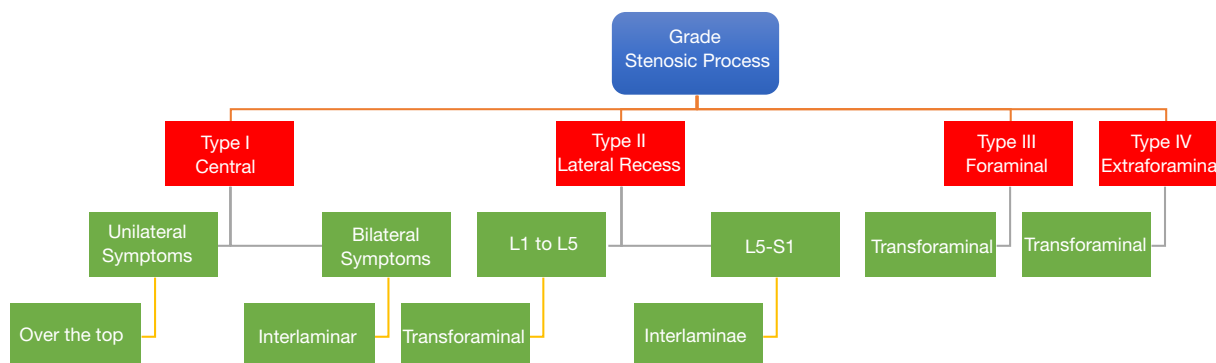 Grade
Stenosic Process
Type I
Central
Type II
Lateral Recess
Type III
Foraminal
Type IV
Extraforaminal
Unilateral
Symptoms
Bilateral
Symptoms
L1 to L5
L5-S1
Transforaminal
Transforaminal
Over the top
Interlaminar
Transforaminal
Interlaminae